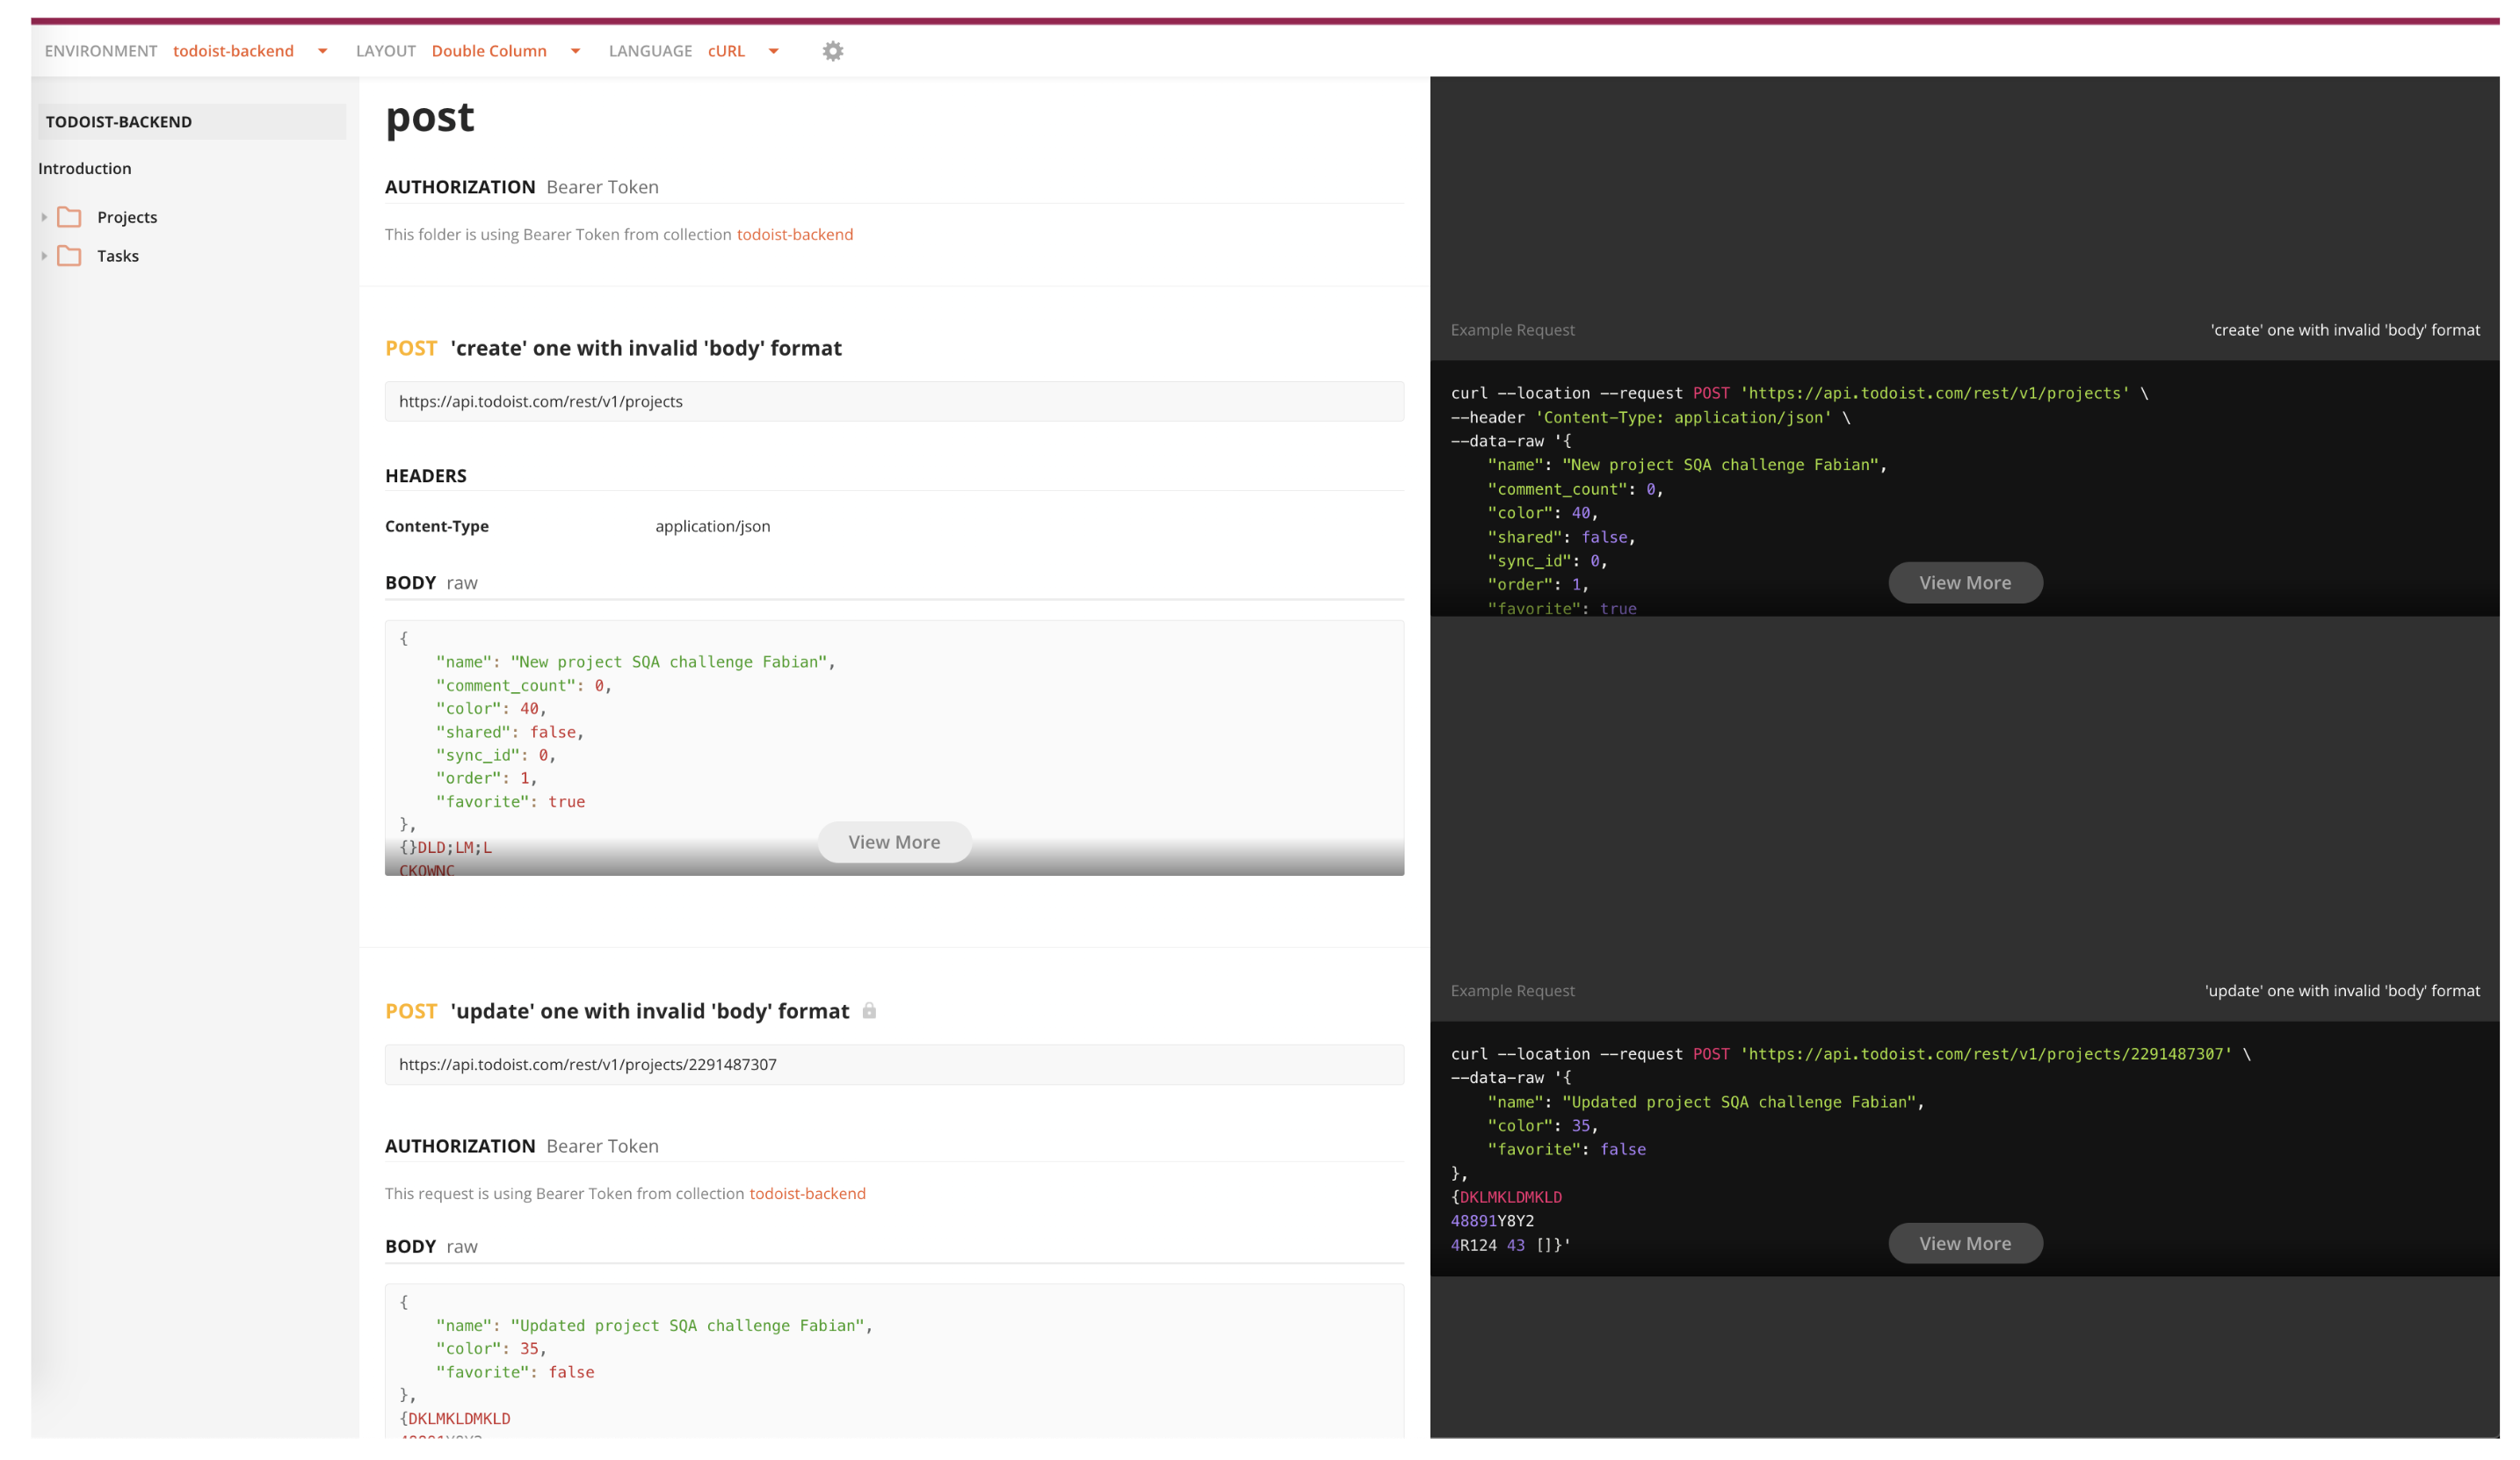 ENVIRONMENT todoist-backend LAYOUT Double Column LANGUAGE cURL
TODOIST-BACKEND
Introduction
Projects
Tasks
post
AUTHORIZATION Bearer Token
This folder is using Bearer Token from collection todoist-backend
POST 'create' one with invalid 'body' format
https://api.todoist.com/rest/v1/projects
HEADERS
Content-Type application/json
BODY raw
{
"name": "New project SQA challenge Fabian",
"comment_count": 0,
"color": 40,
"shared": false,
"sync_id": 0,
"order": 1,
"favorite": true
},
{}DLD;LM;L
CKOWNC
View More
Example Request 'create' one with invalid 'body' format
curl --location --request POST 'https://api.todoist.com/rest/v1/projects' \
--header 'Content-Type: application/json' \
--data-raw '{
"name": "New project SQA challenge Fabian",
"comment_count": 0,
"color": 40,
"shared": false,
"sync_id": 0,
"order": 1,
"favorite": true
View More
POST 'update' one with invalid 'body' format
https://api.todoist.com/rest/v1/projects/2291487307
AUTHORIZATION Bearer Token
This request is using Bearer Token from collection todoist-backend
BODY raw
{
"name": "Updated project SQA challenge Fabian",
"color": 35,
"favorite": false
},
{DKLMKLDMKLD
Example Request 'update' one with invalid 'body' format
curl --location --request POST 'https://api.todoist.com/rest/v1/projects/2291487307' \
--data-raw '{
"name": "Updated project SQA challenge Fabian",
"color": 35,
"favorite": false
},
{DKLMKLDMKLD
48891Y8Y2
4R124 43 []}'
View More